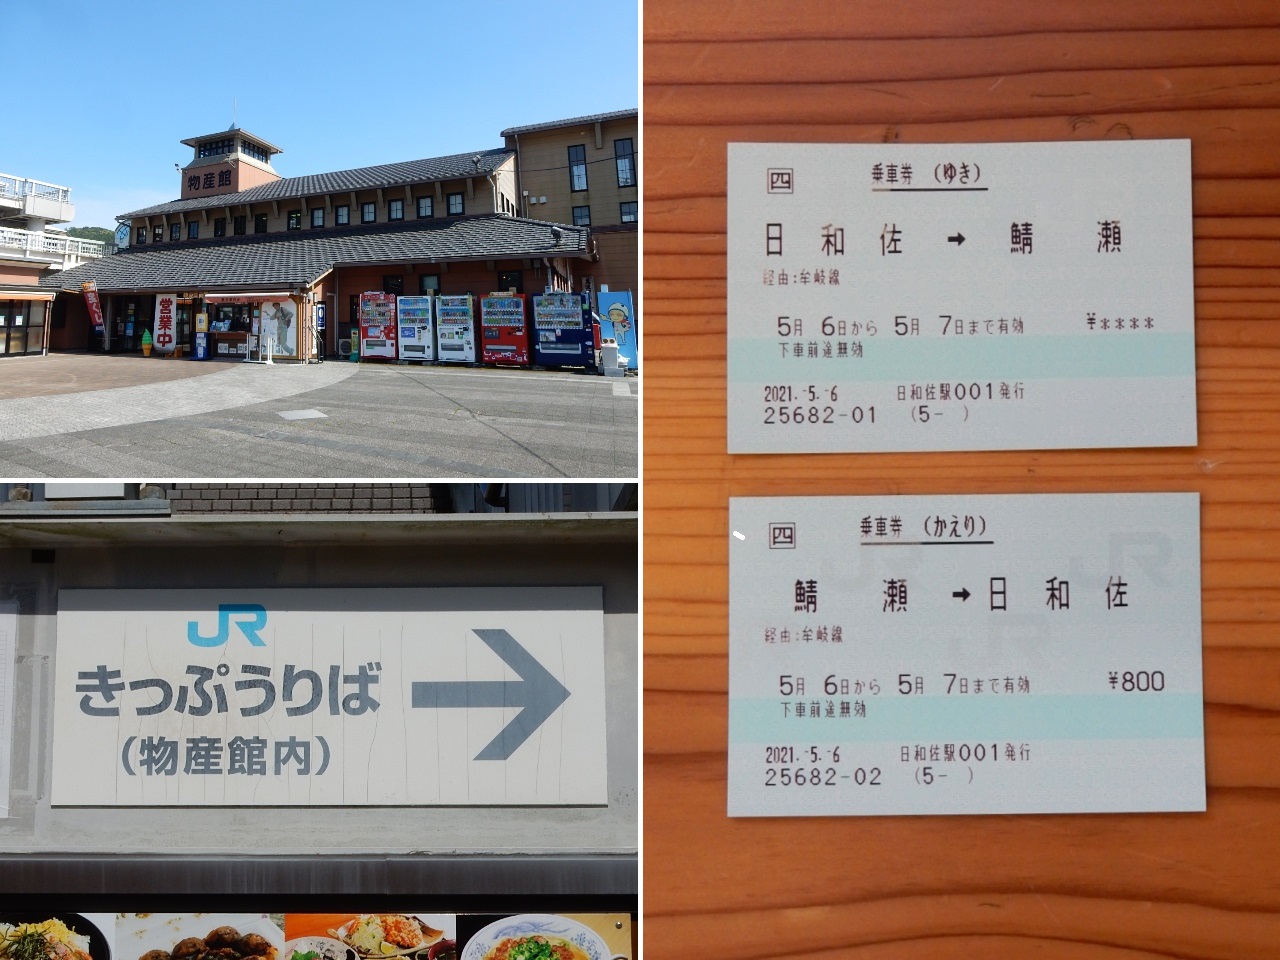 物産館
営業中
JR
きっぷうりば
(物産館内)
四 乗車券 (ゆき)
日和佐 ➡ 鯖瀬
経由:牟岐線
5月 6日から 5月 7日まで有効 ¥****
下車前途無効
2021.-5.-6 日和佐駅001発行
25682-01 (5- )
四 乗車券 (かえり)
鯖瀬 ➡ 日和佐
経由:牟岐線
5月 6日から 5月 7日まで有効 ¥800
下車前途無効
2021.-5.-6 日和佐駅001発行
25682-02 (5- )